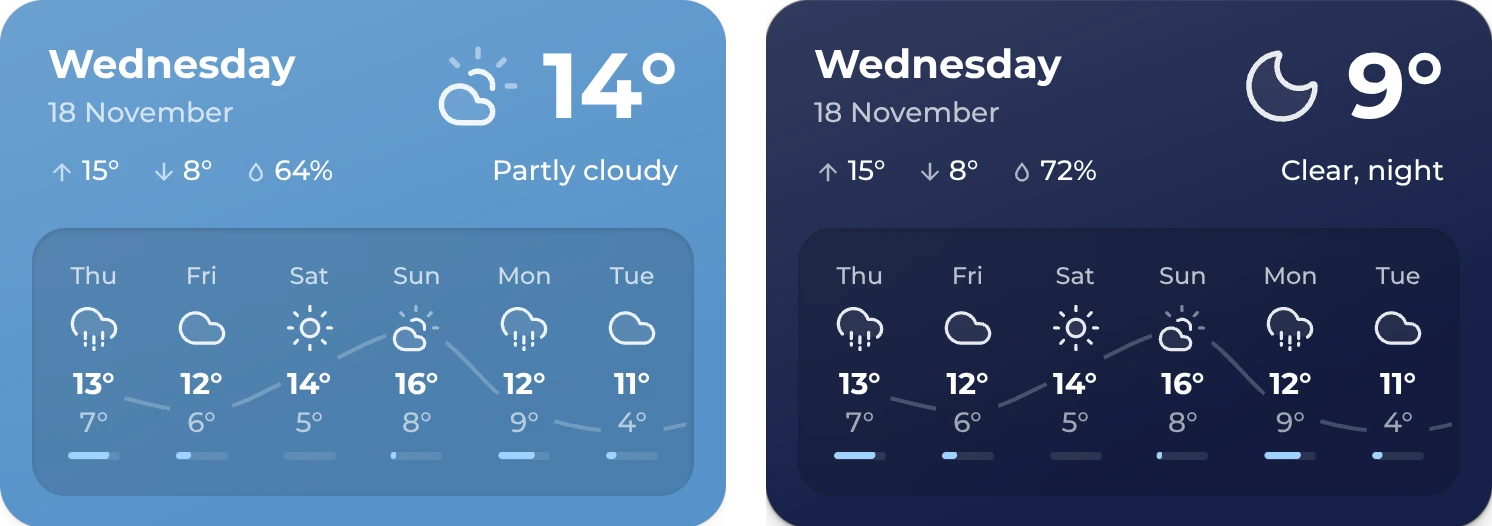 Wednesday
14°
18 November
15° 8° 64%
Partly cloudy
Thu Fri Sat Sun Mon Tue
13° 12° 14° 16° 12° 11°
7° 6° 5° 8° 9° 4°
Wednesday
9°
18 November
15° 8° 72%
Clear, night
Thu Fri Sat Sun Mon Tue
13° 12° 14° 16° 12° 11°
7° 6° 5° 8° 9° 4°